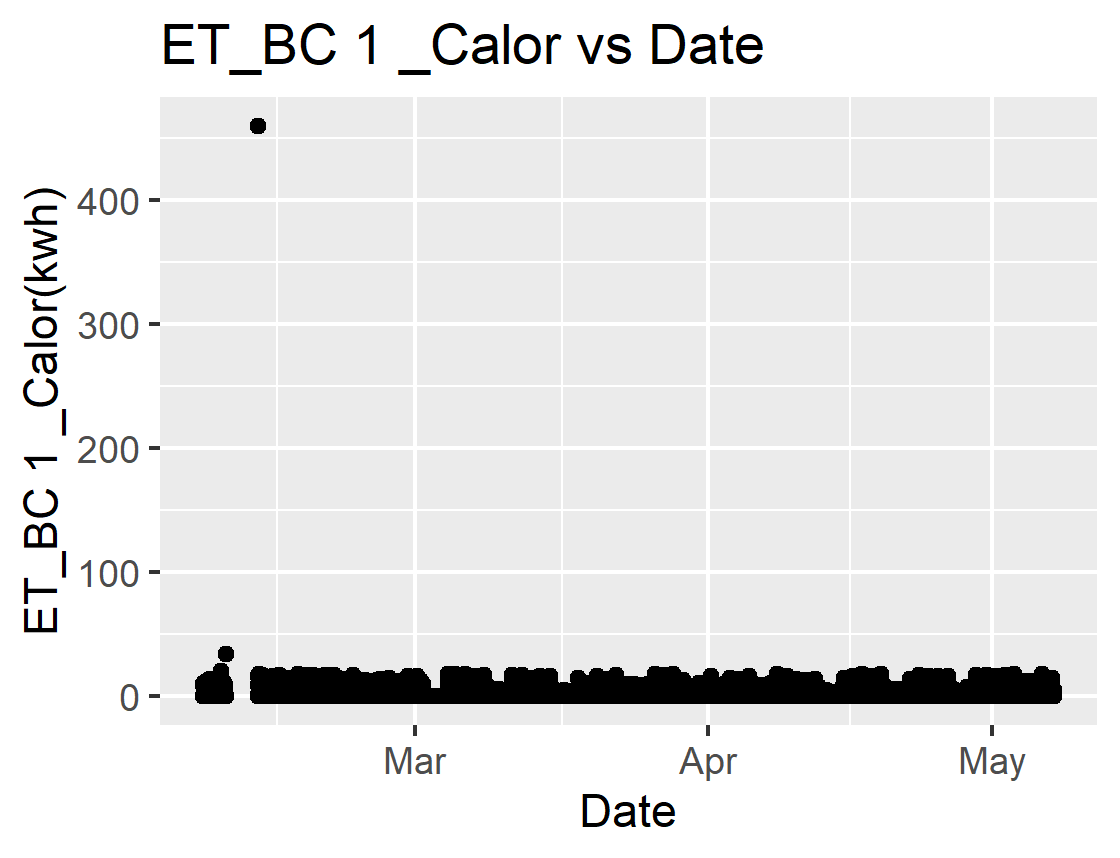 ET_BC 1 _Calor vs Date
ET_BC 1 _Calor(kwh)
400
300
200
100
0
Mar Apr May
Date